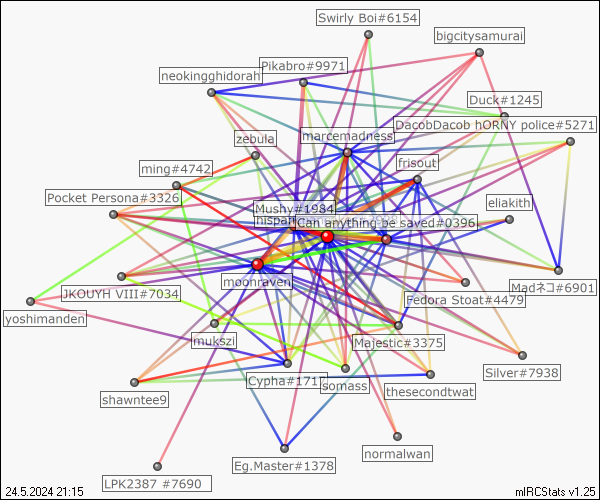 Swirly Boi#6154
bigcitysamurai
Pikabro#9971
neokingghidorah
Duck#1245
DacobDacob hORNY police#5271
marcemadness
zebula
frisout
ming#4742
Pocket Persona#3326
eliakith
Mushy#1984
hispani
Can anything be saved#0396
moonraven
Madネコ#6901
JKOUYH VIII#7034
Fedora Stoat#4479
yoshimanden
mukszi
Majestic#3375
Silver#7938
Cypha#1717
somass
thesecondtwat
shawntee9
normalwan
Eg.Master#1378
LPK2387 #7690
24.5.2024 21:15
mIRCStats v1.25